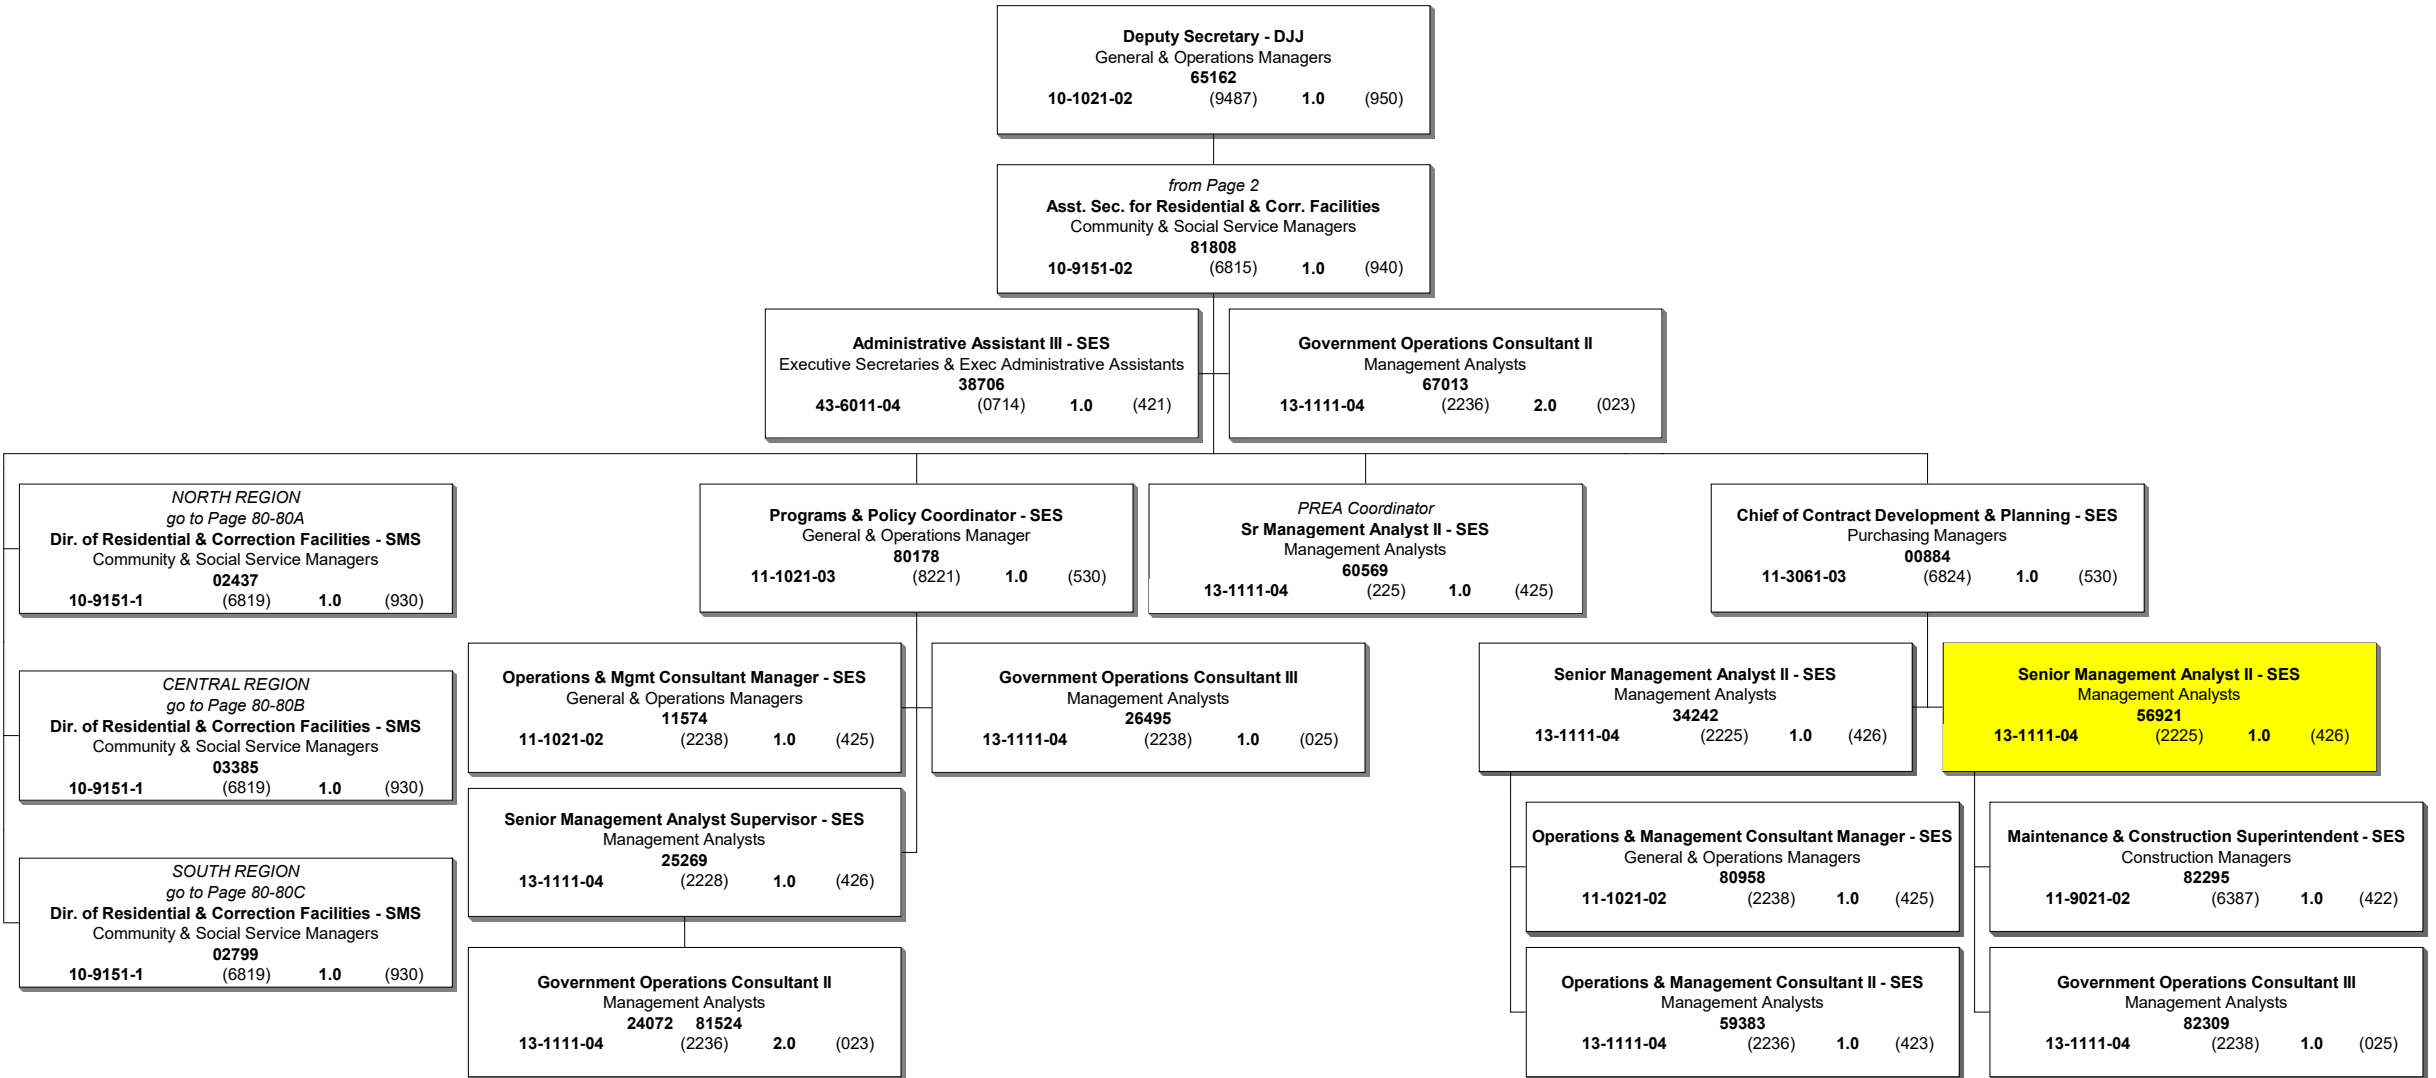 Deputy Secretary - DJJ
General & Operations Managers
65162
10-1021-02 (9487) 1.0 (950)
from Page 2
Asst. Sec. for Residential & Corr. Facilities
Community & Social Service Managers
81808
10-9151-02 (6815) 1.0 (940)
Administrative Assistant III - SES
Executive Secretaries & Exec Administrative Assistants
38706
43-6011-04 (0714) 1.0 (421)
Government Operations Consultant II
Management Analysts
67013
13-1111-04 (2236) 2.0 (023)
NORTH REGION
go to Page 80-80A
Dir. of Residential & Correction Facilities - SMS
Community & Social Service Managers
02437
10-9151-1 (6819) 1.0 (930)
CENTRAL REGION
go to Page 80-80B
Dir. of Residential & Correction Facilities - SMS
Community & Social Service Managers
03385
10-9151-1 (6819) 1.0 (930)
SOUTH REGION
go to Page 80-80C
Dir. of Residential & Correction Facilities - SMS
Community & Social Service Managers
02799
10-9151-1 (6819) 1.0 (930)
Programs & Policy Coordinator - SES
General & Operations Manager
80178
11-1021-03 (8221) 1.0 (530)
Operations & Mgmt Consultant Manager - SES
General & Operations Managers
11574
11-1021-02 (2238) 1.0 (425)
Government Operations Consultant III
Management Analysts
26495
13-1111-04 (2238) 1.0 (025)
Senior Management Analyst Supervisor - SES
Management Analysts
25269
13-1111-04 (2228) 1.0 (426)
Government Operations Consultant II
Management Analysts
24072 81524
13-1111-04 (2236) 2.0 (023)
PREA Coordinator
Sr Management Analyst II - SES
Management Analysts
60569
13-1111-04 (225) 1.0 (425)
Chief of Contract Development & Planning - SES
Purchasing Managers
00884
11-3061-03 (6824) 1.0 (530)
Senior Management Analyst II - SES
Management Analysts
34242
13-1111-04 (2225) 1.0 (426)
Operations & Management Consultant Manager - SES
General & Operations Managers
80958
11-1021-02 (2238) 1.0 (425)
Operations & Management Consultant II - SES
Management Analysts
59383
13-1111-04 (2236) 1.0 (423)
Senior Management Analyst II - SES
Management Analysts
56921
13-1111-04 (2225) 1.0 (426)
Maintenance & Construction Superintendent - SES
Construction Managers
82295
11-9021-02 (6387) 1.0 (422)
Government Operations Consultant III
Management Analysts
82309
13-1111-04 (2238) 1.0 (025)